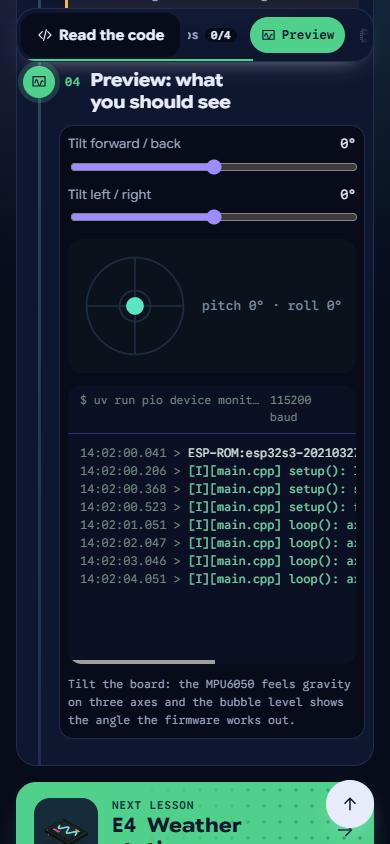 Read the code
0/4
Preview
04 Preview: what
you should see
Tilt forward / back 0°
Tilt left / right 0°
pitch 0° · roll 0°
$ uv run pio device monit… 115200
baud
14:02:00.041 > ESP-ROM:esp32s3-2021032
14:02:00.206 > [I][main.cpp] setup():
14:02:00.368 > [I][main.cpp] setup():
14:02:00.523 > [I][main.cpp] setup():
14:02:01.051 > [I][main.cpp] loop():
14:02:02.047 > [I][main.cpp] loop():
14:02:03.046 > [I][main.cpp] loop():
14:02:04.051 > [I][main.cpp] loop():
Tilt the board: the MPU6050 feels gravity
on three axes and the bubble level shows
the angle the firmware works out.
NEXT LESSON
E4 Weather